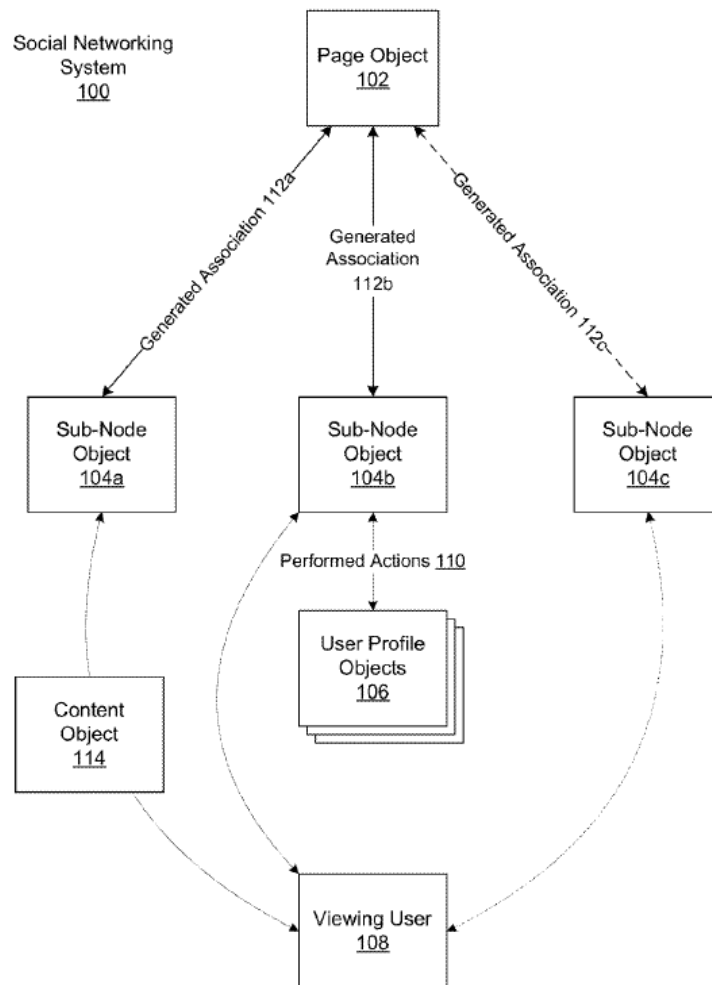 Social Networking
System
100
Page Object
102
Generated Association 112a
Generated
Association
112b
Generated Association 112c
Sub-Node
Object
104a
Sub-Node
Object
104b
Sub-Node
Object
104c
Performed Actions 110
User Profile
Objects
106
Content
Object
114
Viewing User
108